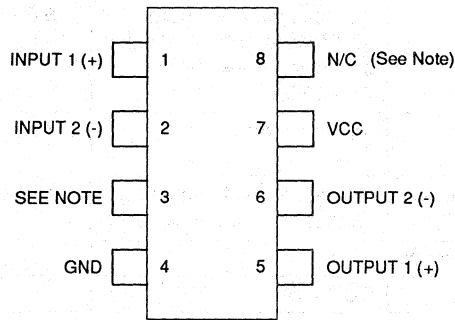 INPUT 1 (+) 1 8 N/C (See Note)
INPUT 2 (-) 2 7 VCC
SEE NOTE 3 6 OUTPUT 2 (-)
GND 4 5 OUTPUT 1 (+)